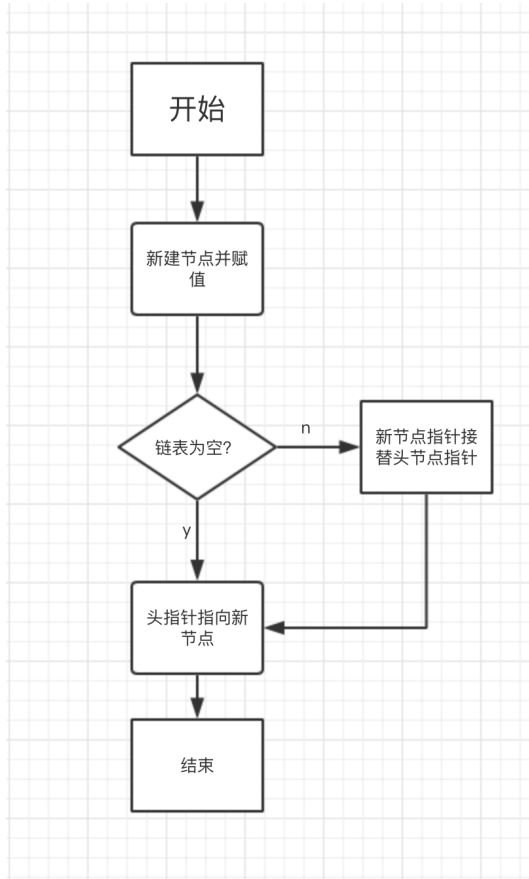 开始
新建节点并赋
值
链表为空?
n
新节点指针接
替头节点指针
y
头指针指向新
节点
结束